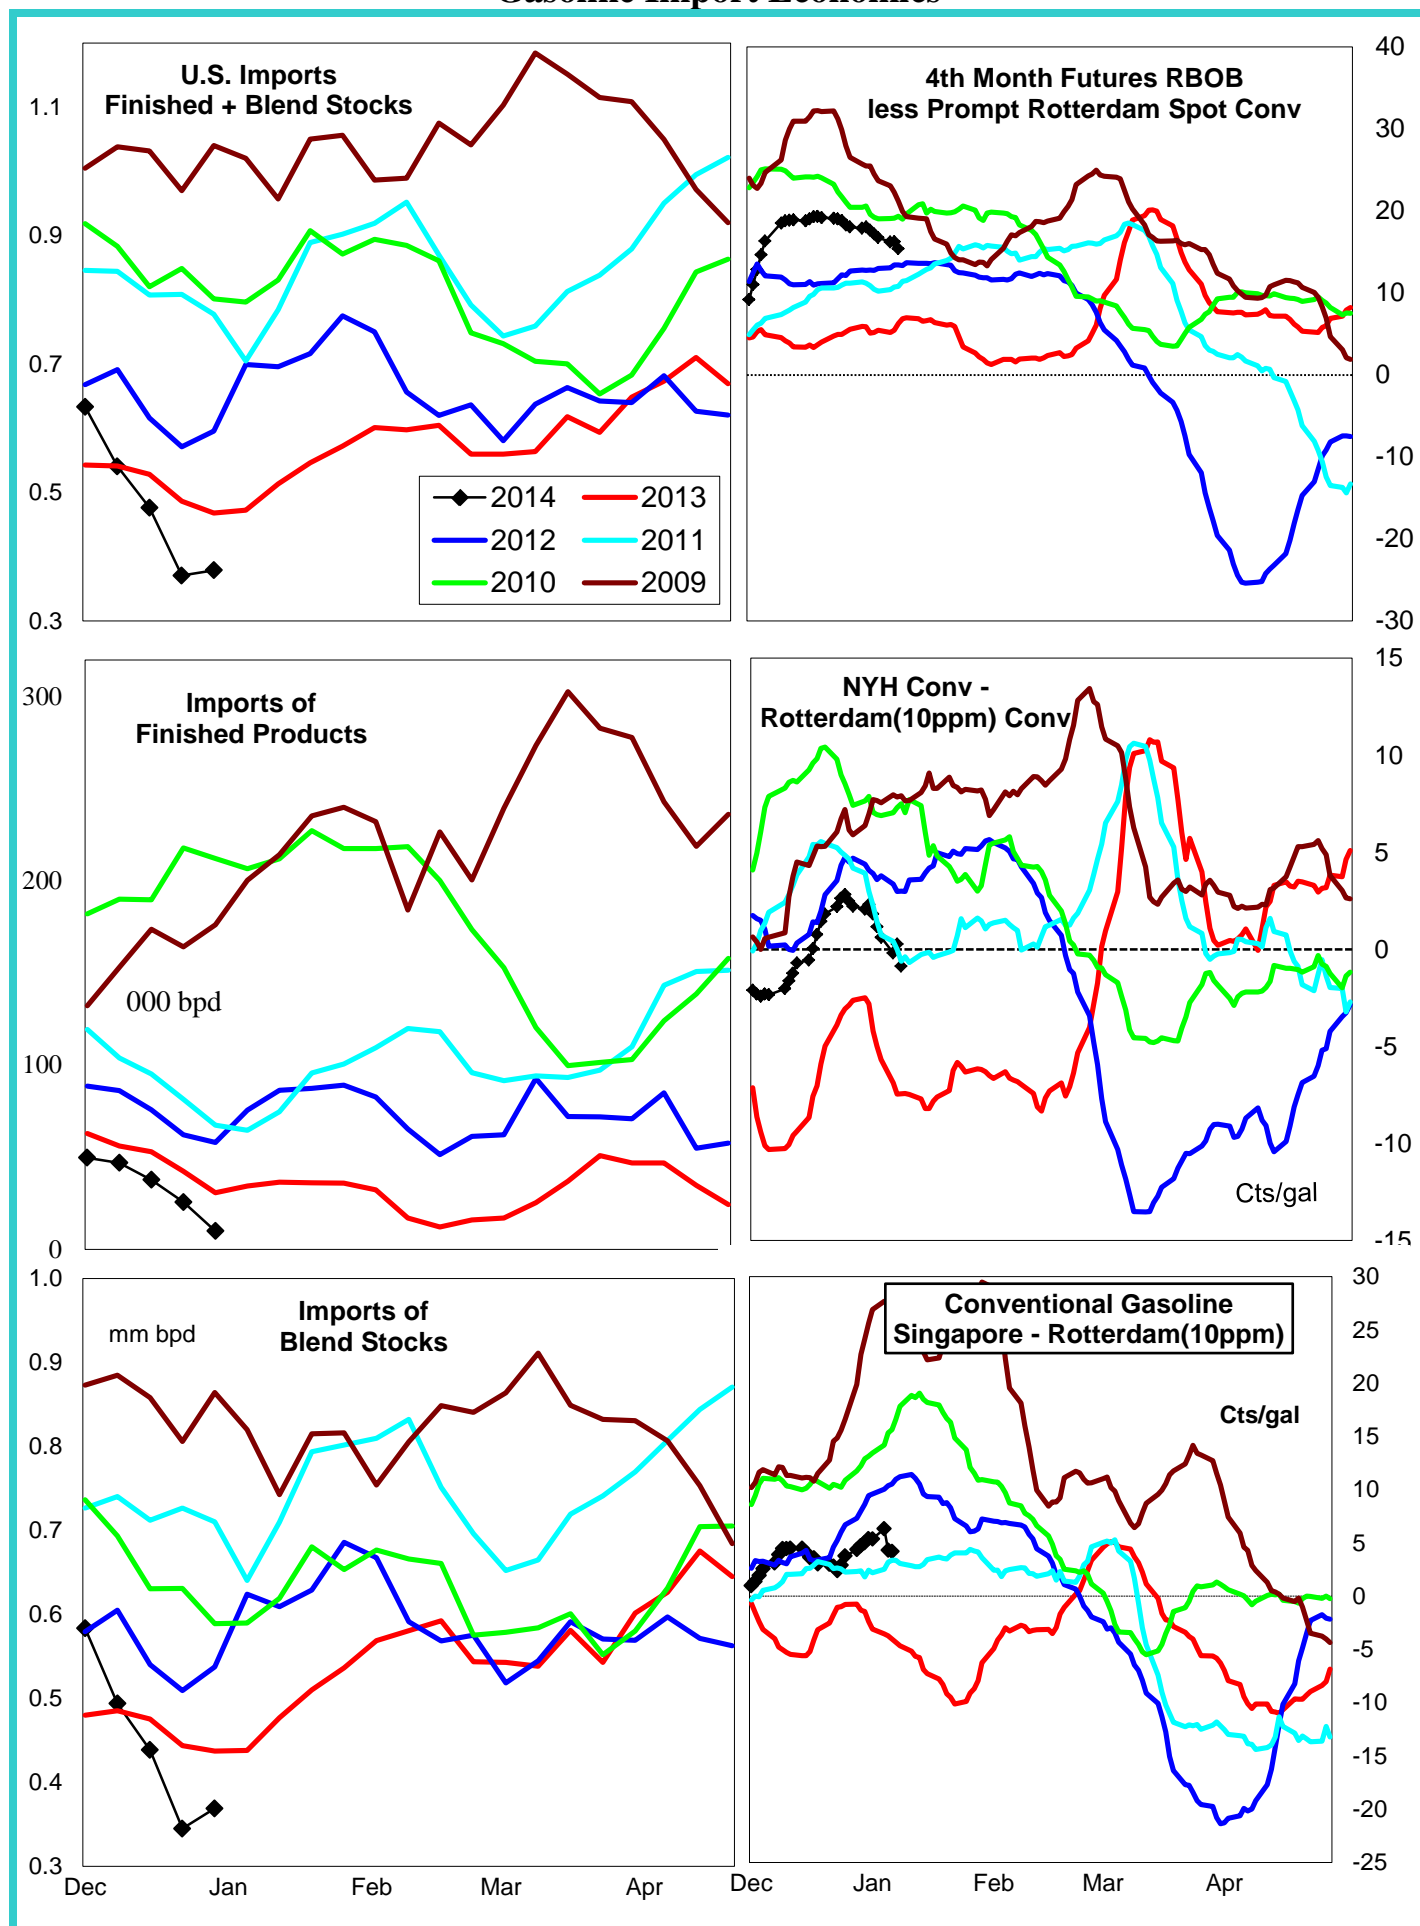 Gasoline Import Economics
U.S. Imports
Finished + Blend Stocks
1.1
0.9
0.7
0.5
0.3
2014
2013
2012
2011
2010
2009
4th Month Futures RBOB
less Prompt Rotterdam Spot Conv
40
30
20
10
0
-10
-20
-30
Imports of
Finished Products
300
200
100
0
000 bpd
NYH Conv -
Rotterdam(10ppm) Conv
15
10
5
0
-5
-10
-15
Cts/gal
Imports of
Blend Stocks
mm bpd
1.0
0.9
0.8
0.7
0.6
0.5
0.4
0.3
Dec
Jan
Feb
Mar
Apr
Conventional Gasoline
Singapore - Rotterdam(10ppm)
Cts/gal
30
25
20
15
10
5
0
-5
-10
-15
-20
-25
Dec
Jan
Feb
Mar
Apr